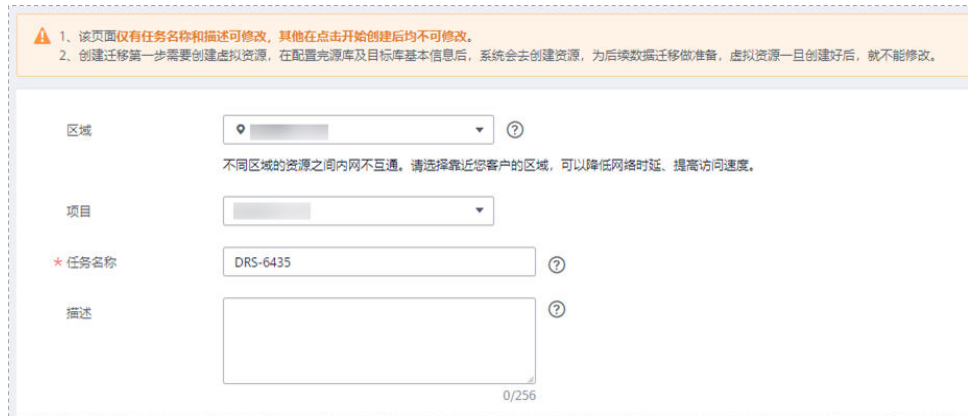 1、该页面仅有任务名称和描述可修改，其他在点击开始创建后均不可修改。
2、创建迁移第一步需要创建虚拟资源，在配置完源库及目标库基本信息后，系统会去创建资源，为后续数据迁移做准备，虚拟资源一旦创建好后，就不能修改。
区域
不同区域的资源之间内网不互通。请选择靠近您客户的区域，可以降低网络时延、提高访问速度。
项目
* 任务名称 DRS-6435
描述
0/256